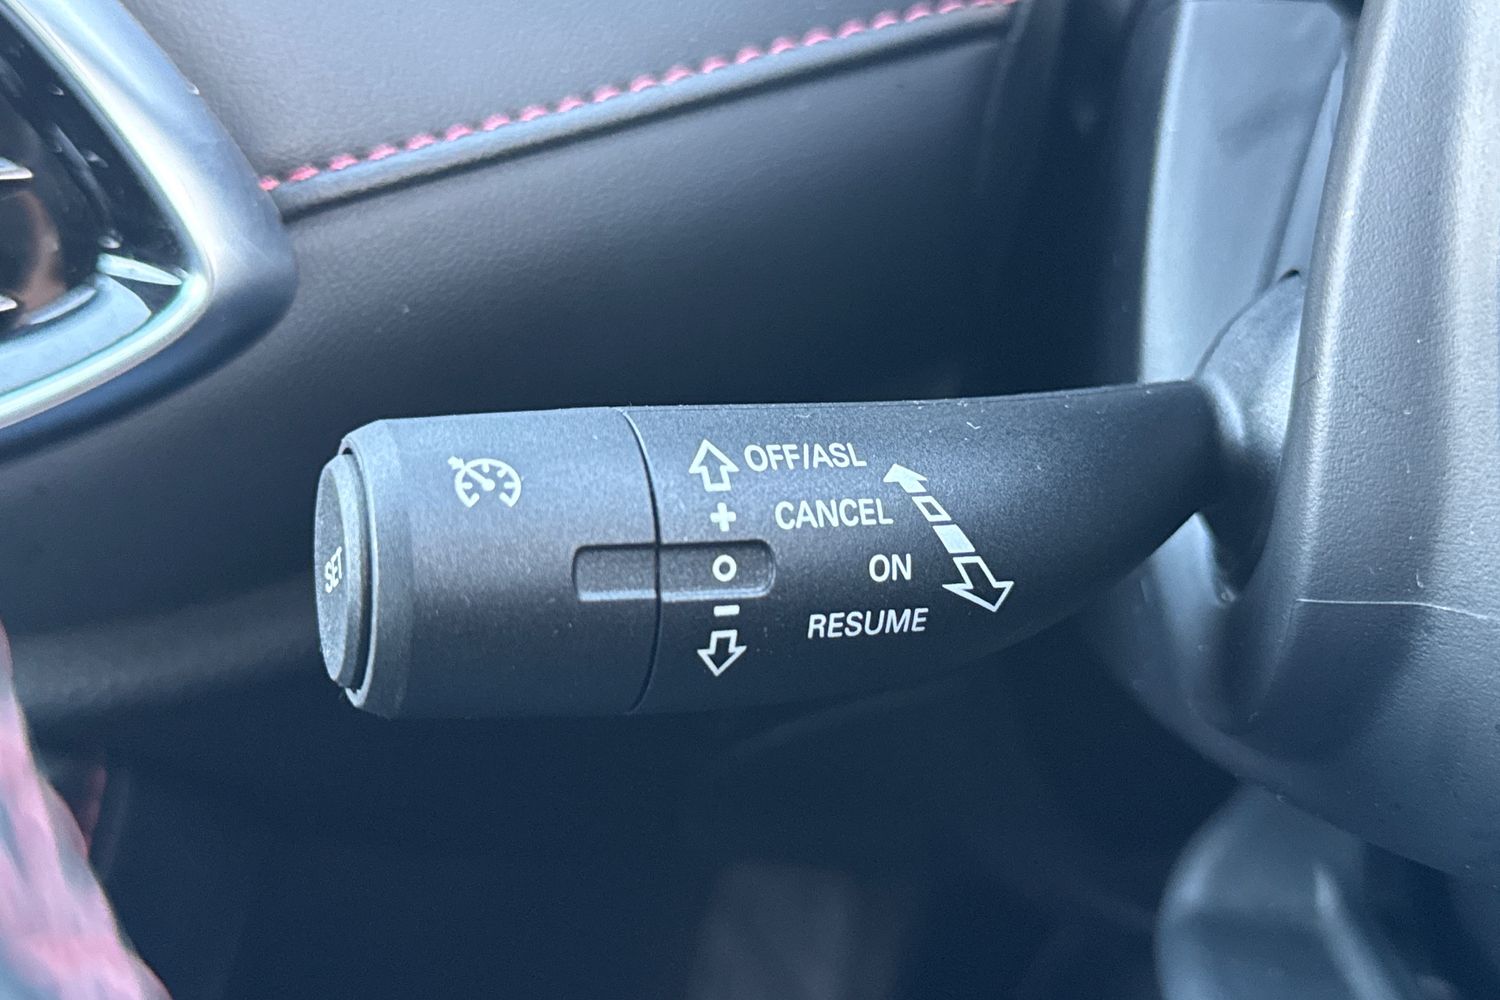 OFF/ASL
+ CANCEL
SET
O ON
- RESUME